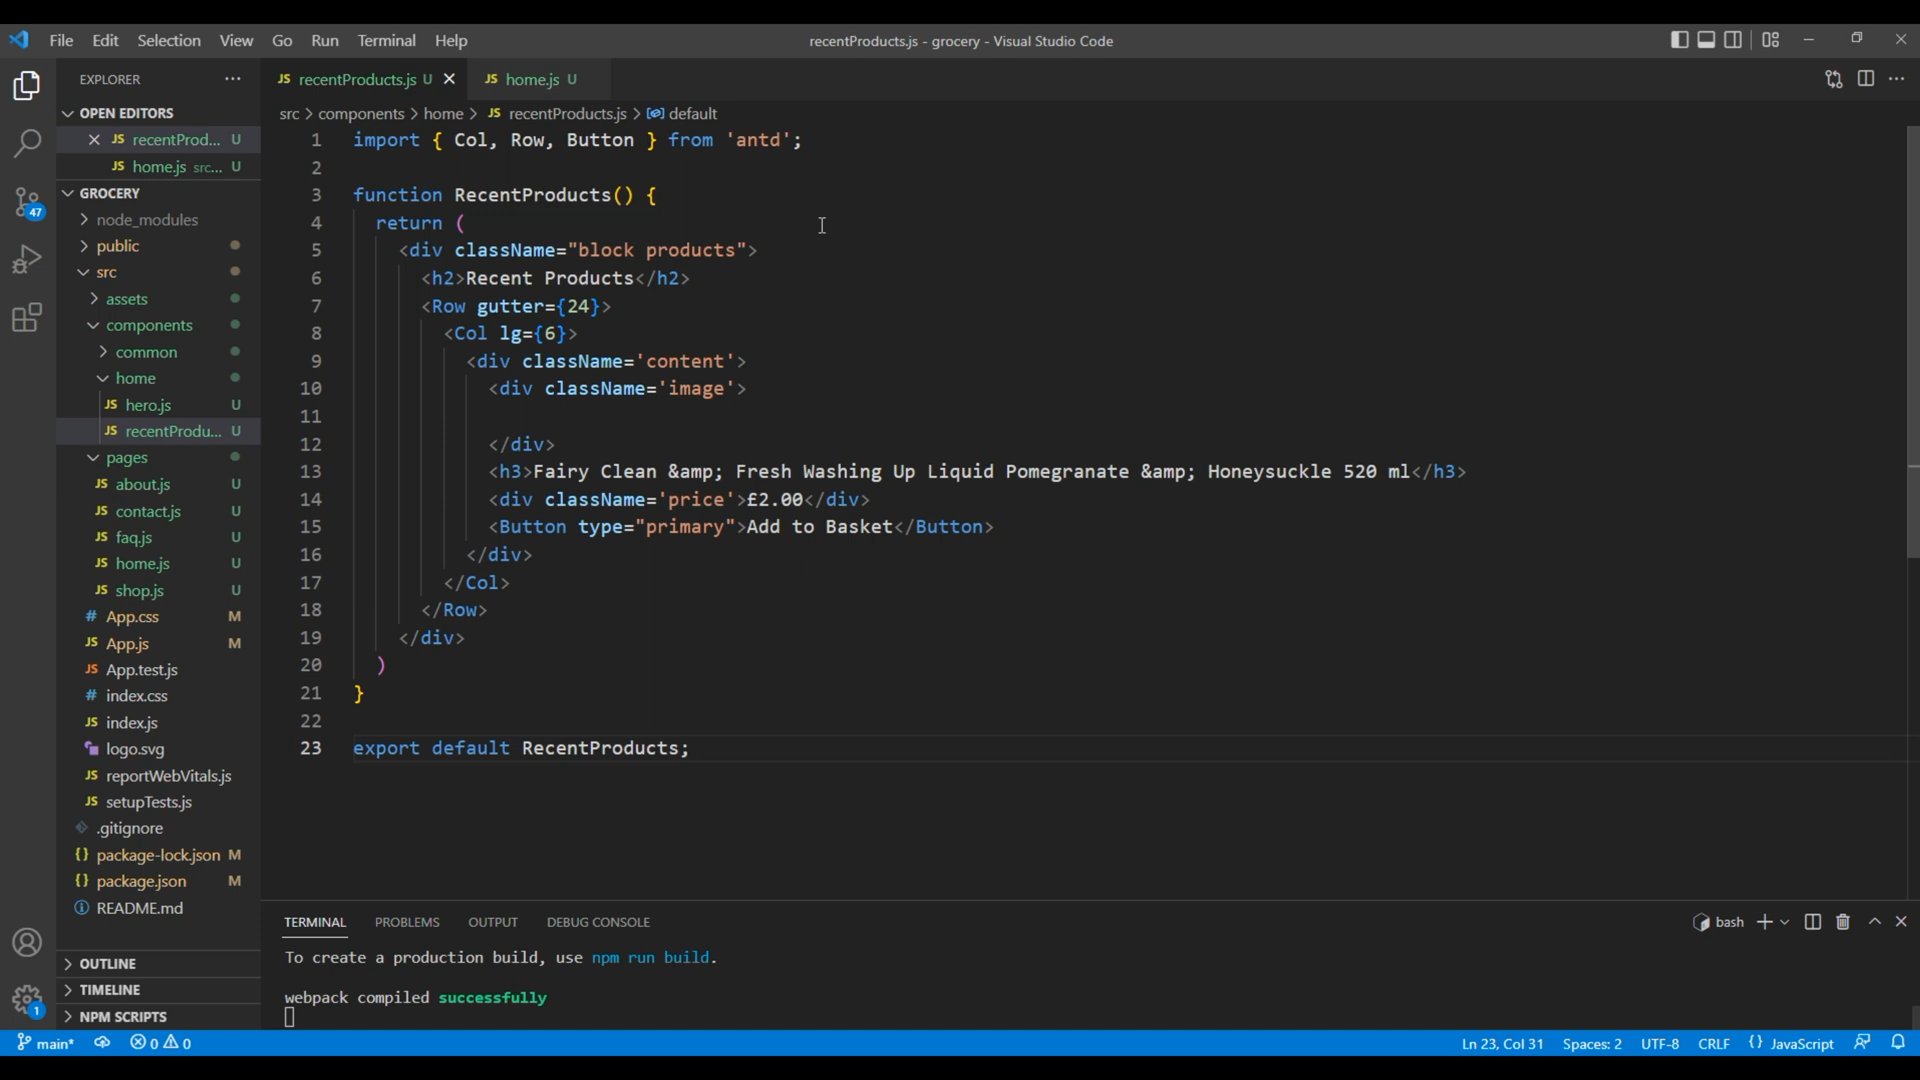 File Edit Selection View Go Run Terminal Help
recentProducts.js - grocery - Visual Studio Code
EXPLORER
OPEN EDITORS
JS recentProd... U
JS home.js src... U
GROCERY
node_modules
public
src
assets
components
common
home
JS hero.js U
JS recentProdu... U
pages
JS about.js U
JS contact.js U
JS faq.js U
JS home.js U
JS shop.js U
# App.css M
JS App.js M
JS App.test.js
# index.css
JS index.js
logo.svg
JS reportWebVitals.js
JS setupTests.js
.gitignore
{} package-lock.json M
{} package.json M
README.md
OUTLINE
TIMELINE
NPM SCRIPTS
47
1
JS recentProducts.js U
JS home.js U
src > components > home > JS recentProducts.js > default
1 import { Col, Row, Button } from 'antd';
2
3 function RecentProducts() {
4 return (
5 <div className="block products">
6 <h2>Recent Products</h2>
7 <Row gutter={24}>
8 <Col lg={6}>
9 <div className='content'>
10 <div className='image'>
11
12 </div>
13 <h3>Fairy Clean &amp; Fresh Washing Up Liquid Pomegranate &amp; Honeysuckle 520 ml</h3>
14 <div className='price'>£2.00</div>
15 <Button type="primary">Add to Basket</Button>
16 </div>
17 </Col>
18 </Row>
19 </div>
20 )
21 }
22
23 export default RecentProducts;
TERMINAL PROBLEMS OUTPUT DEBUG CONSOLE
bash
To create a production build, use npm run build.
webpack compiled successfully
main* 0 0
Ln 23, Col 31 Spaces: 2 UTF-8 CRLF {} JavaScript